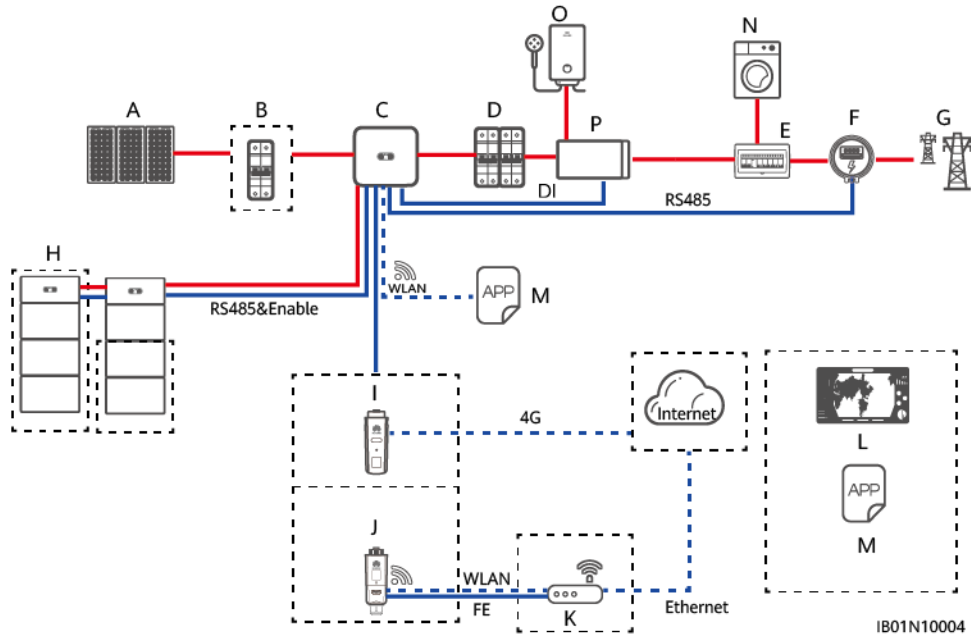 O
N
A
B
C
D
P
E
F
G
DI
RS485
H
WLAN
APP
M
RS485&Enable
I
4G
Internet
L
APP
M
J
WLAN
FE
K
Ethernet
IB01N10004